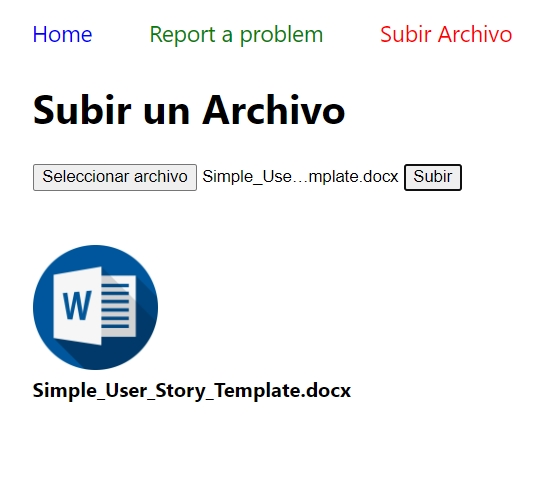 Home Report a problem Subir Archivo
Subir un Archivo
Seleccionar archivo Simple_Use…mplate.docx Subir
W
Simple_User_Story_Template.docx